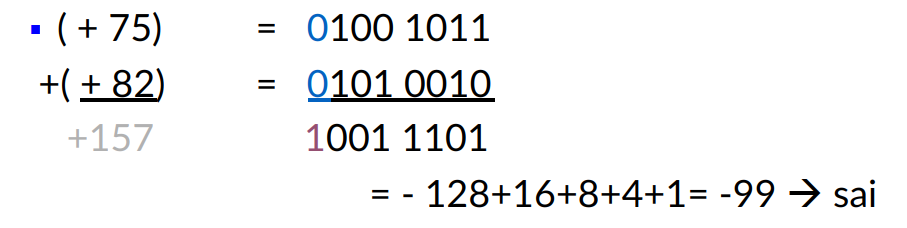 ▪ ( + 75) = 0100 1011
+( + 82) = 0101 0010
+157 1001 1101
= - 128+16+8+4+1= -99 → sai